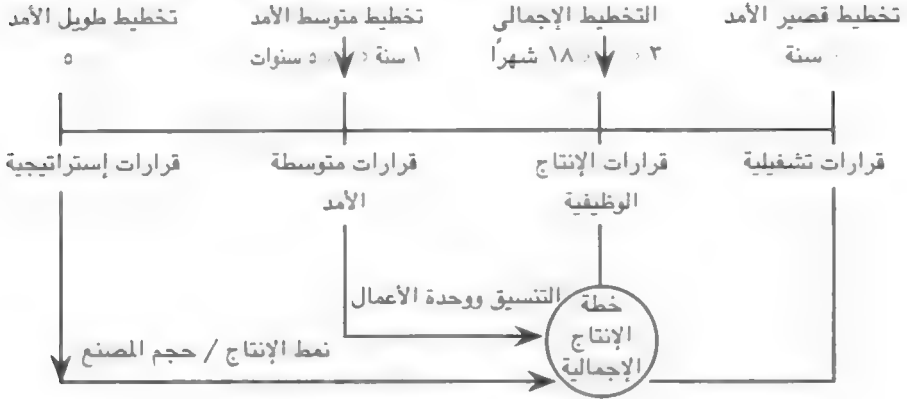 تخطيط قصير الأمد
التخطيط الإجمالي
تخطيط متوسط الأمد
تخطيط طويل الأمد
سنة
٣ ١٨ شهرًا
١ سنة ٥ سنوات
٥
قرارات تشغيلية
قرارات الإنتاج
الوظيفية
قرارات متوسطة
الأمد
قرارات إستراتيجية
التنسيق ووحدة الأعمال
خطة
الإنتاج
الإجمالية
نمط الإنتاج / حجم المصنع